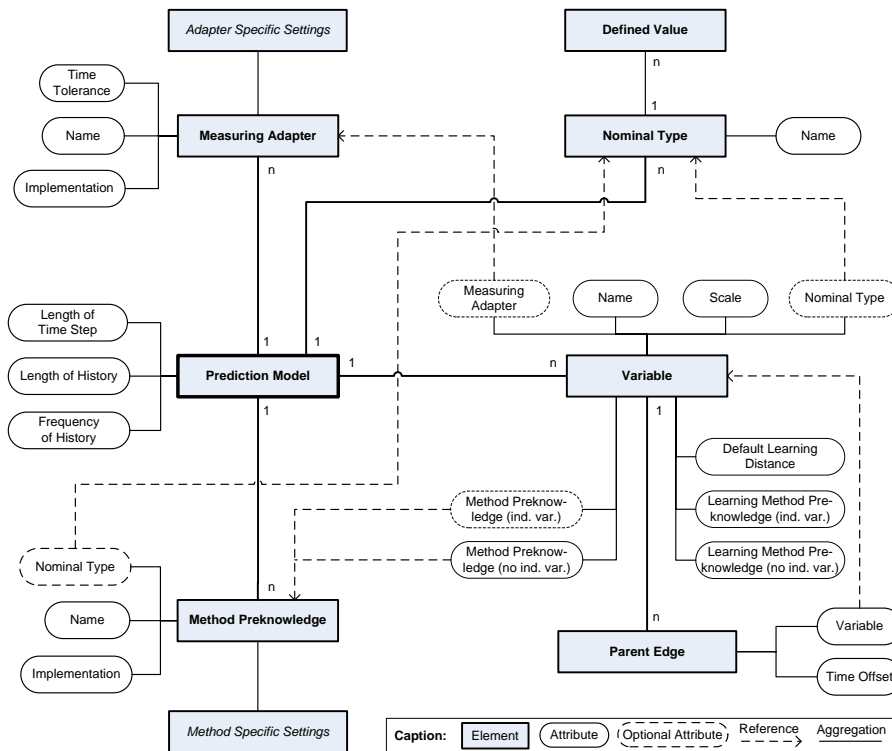 Adapter Specific Settings
Defined Value
n
1
Time
Tolerance
Name
Implementation
Measuring Adapter
n
Nominal Type
n
Name
Measuring
Adapter
Name
Scale
Nominal Type
Length of
Time Step
Length of History
Frequency
of History
1
1
Prediction Model
1
1
n
Variable
1
Default Learning
Distance
Method Preknow-
ledge (ind. var.)
Learning Method Pre-
knowledge (ind. var.)
Method Preknow-
ledge (no ind. var.)
Learning Method Pre-
knowledge (no ind. var.)
Nominal Type
Name
Implementation
n
Method Preknowledge
n
Parent Edge
Variable
Time Offset
Method Specific Settings
Caption:
Element
Attribute
Optional Attribute
Reference
Aggregation